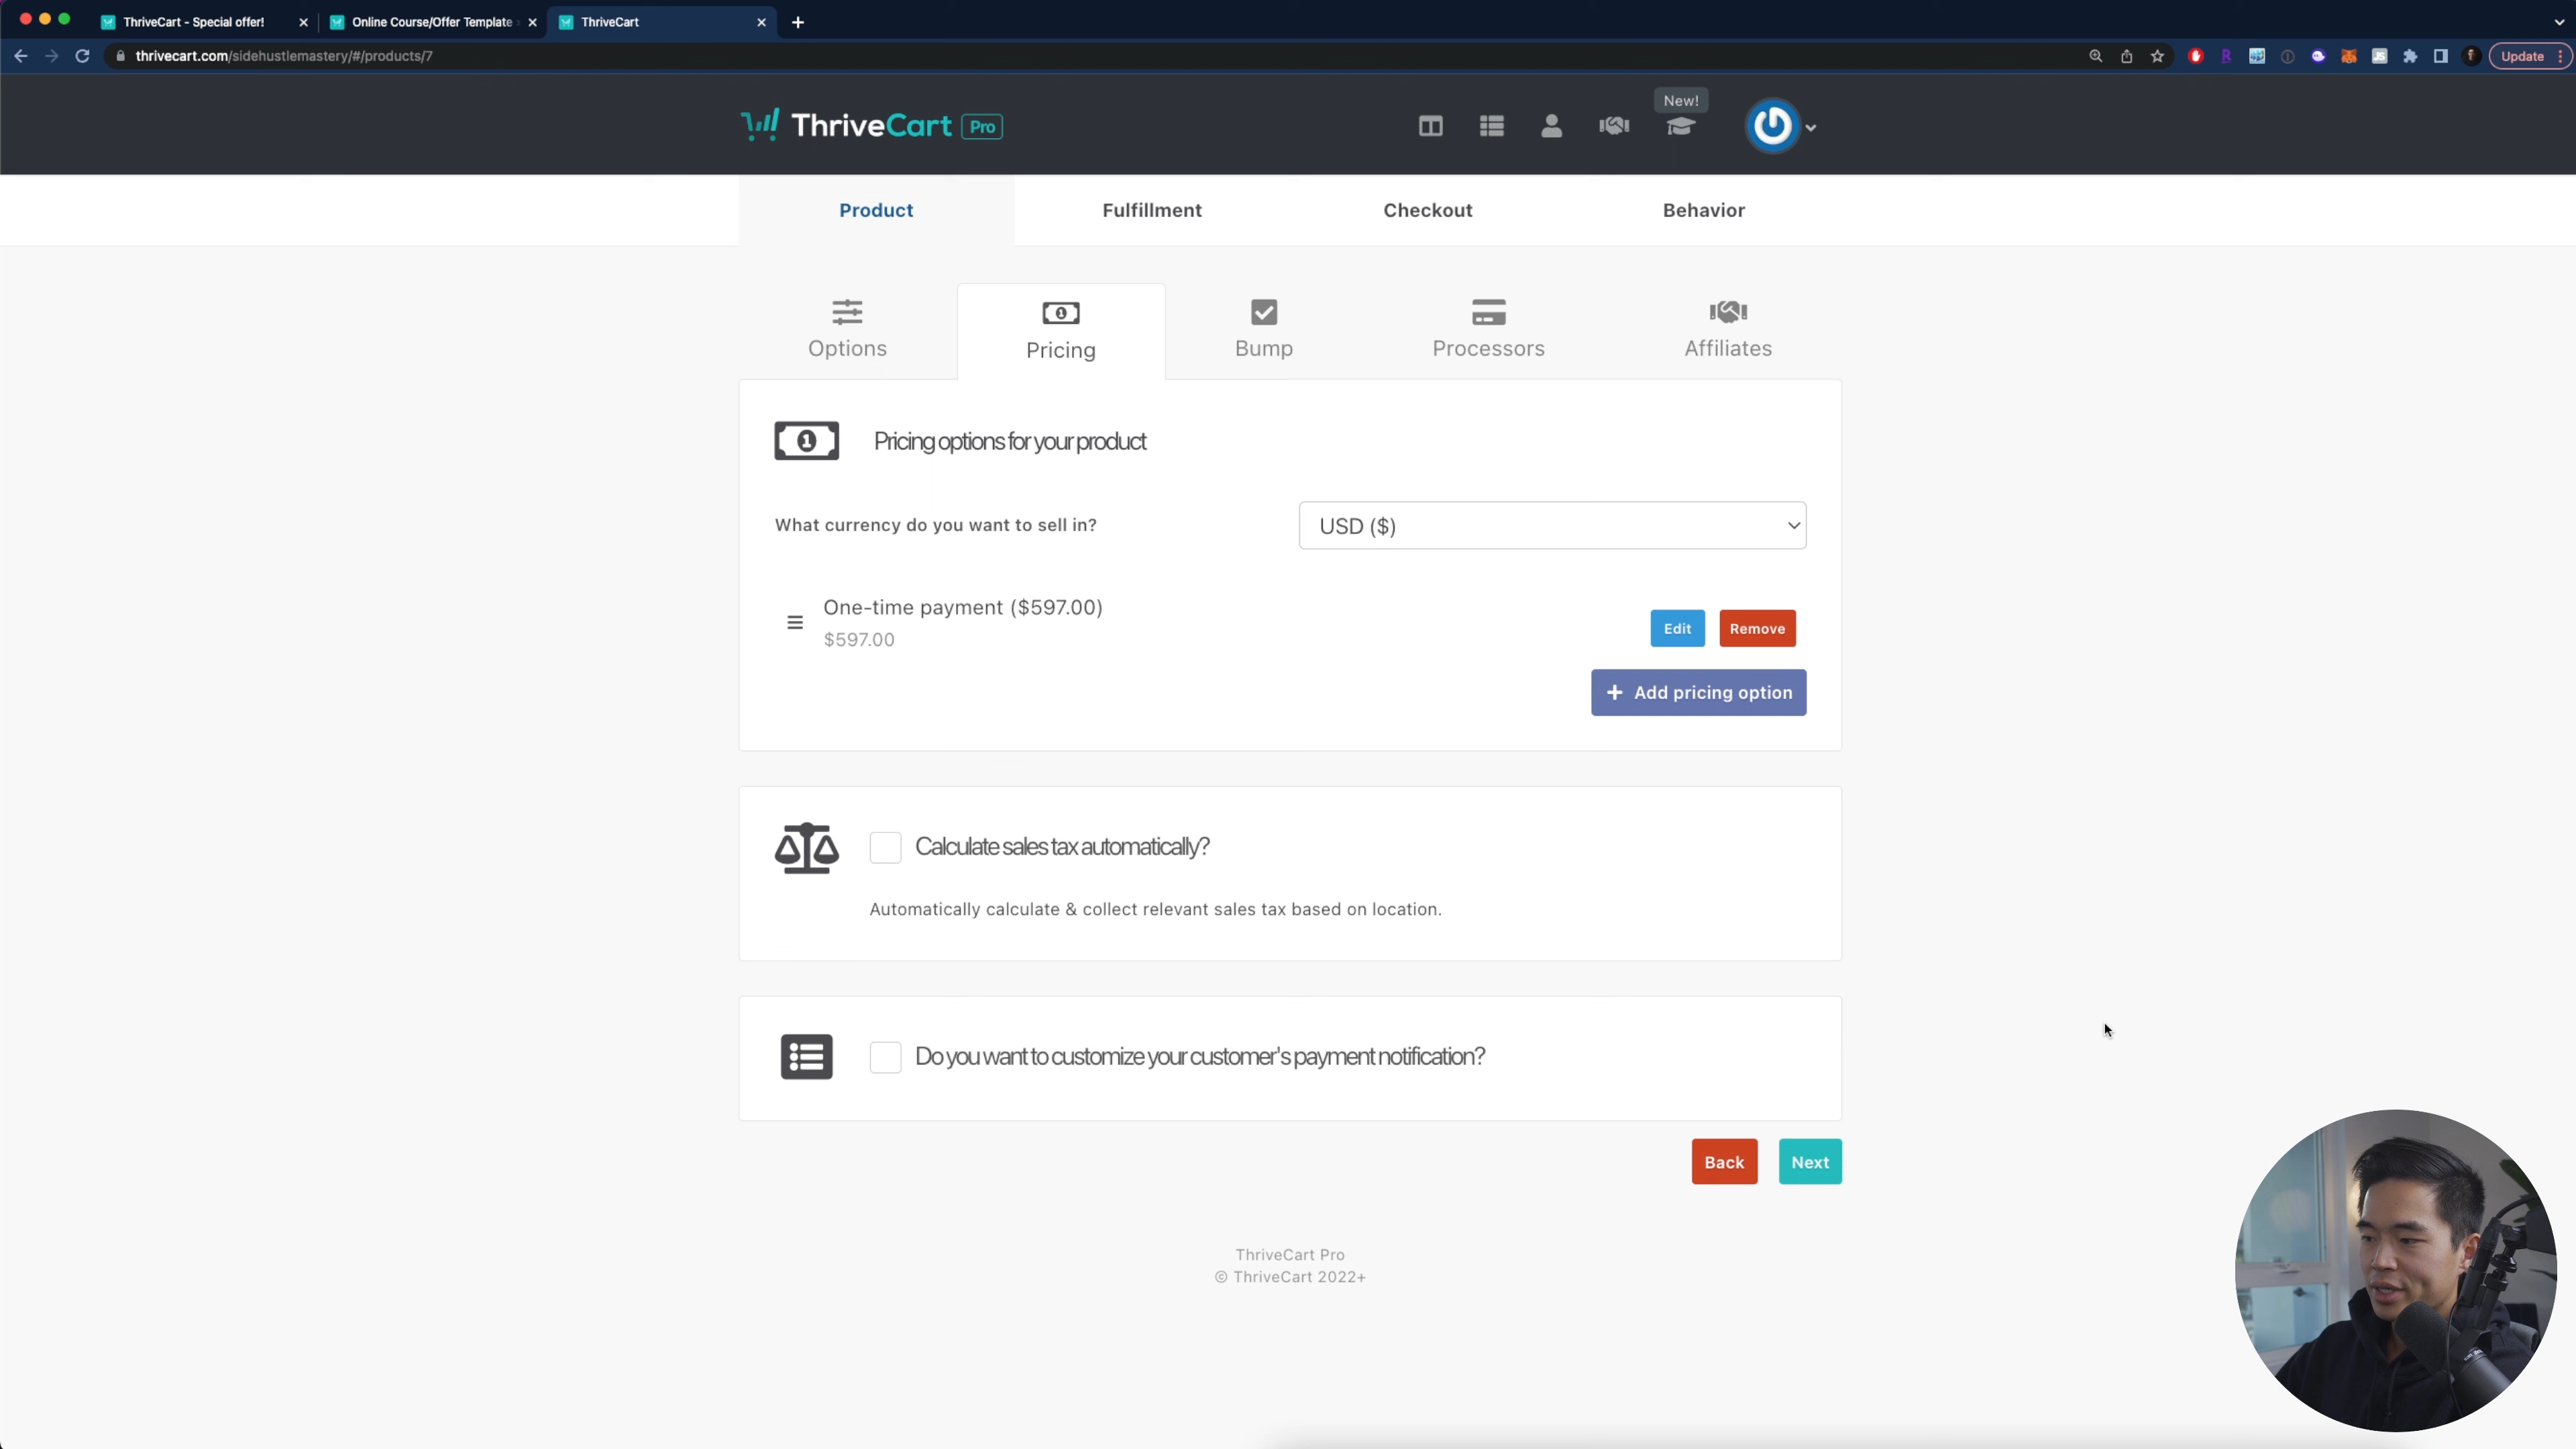 ThriveCart - Special offer!
Online Course/Offer Template
ThriveCart
thrivecart.com/sidehustlemastery/#/products/7
Update
ThriveCart Pro
New!
Product
Fulfillment
Checkout
Behavior
Options
Pricing
Bump
Processors
Affiliates
Pricing options for your product
What currency do you want to sell in?
USD ($)
One-time payment ($597.00)
$597.00
Edit
Remove
+ Add pricing option
Calculate sales tax automatically?
Automatically calculate & collect relevant sales tax based on location.
Do you want to customize your customer's payment notification?
Back
Next
ThriveCart Pro
© ThriveCart 2022+